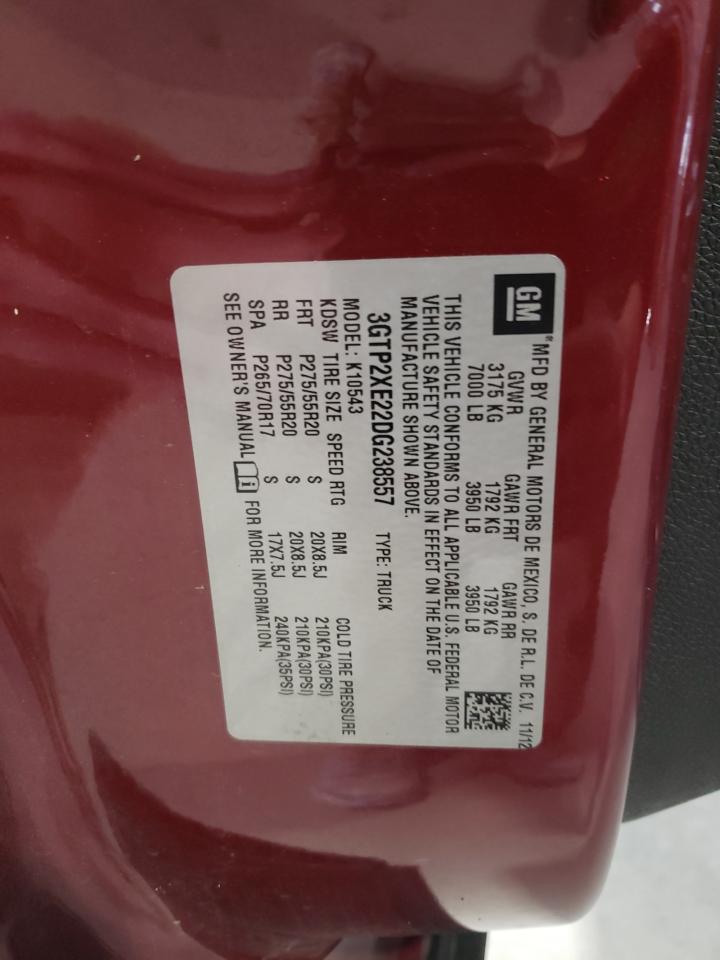 GM
® MFD BY GENERAL MOTORS DE MEXICO, S. DE R.L. DE C.V. 11/12
GVWR GAWR FRT GAWR RR
3175 KG 1792 KG 1792 KG
7000 LB 3950 LB 3950 LB
THIS VEHICLE CONFORMS TO ALL APPLICABLE U.S. FEDERAL MOTOR
VEHICLE SAFETY STANDARDS IN EFFECT ON THE DATE OF
MANUFACTURE SHOWN ABOVE.
3GTP2XE22DG238557 TYPE: TRUCK
MODEL: K10543
KDSW TIRE SIZE SPEED RTG RIM COLD TIRE PRESSURE
FRT P275/55R20 S 20X8.5J 210KPA(30PSI)
RR P275/55R20 S 20X8.5J 210KPA(30PSI)
SPA P265/70R17 S 17X7.5J 240KPA(35PSI)
SEE OWNER'S MANUAL i FOR MORE INFORMATION.